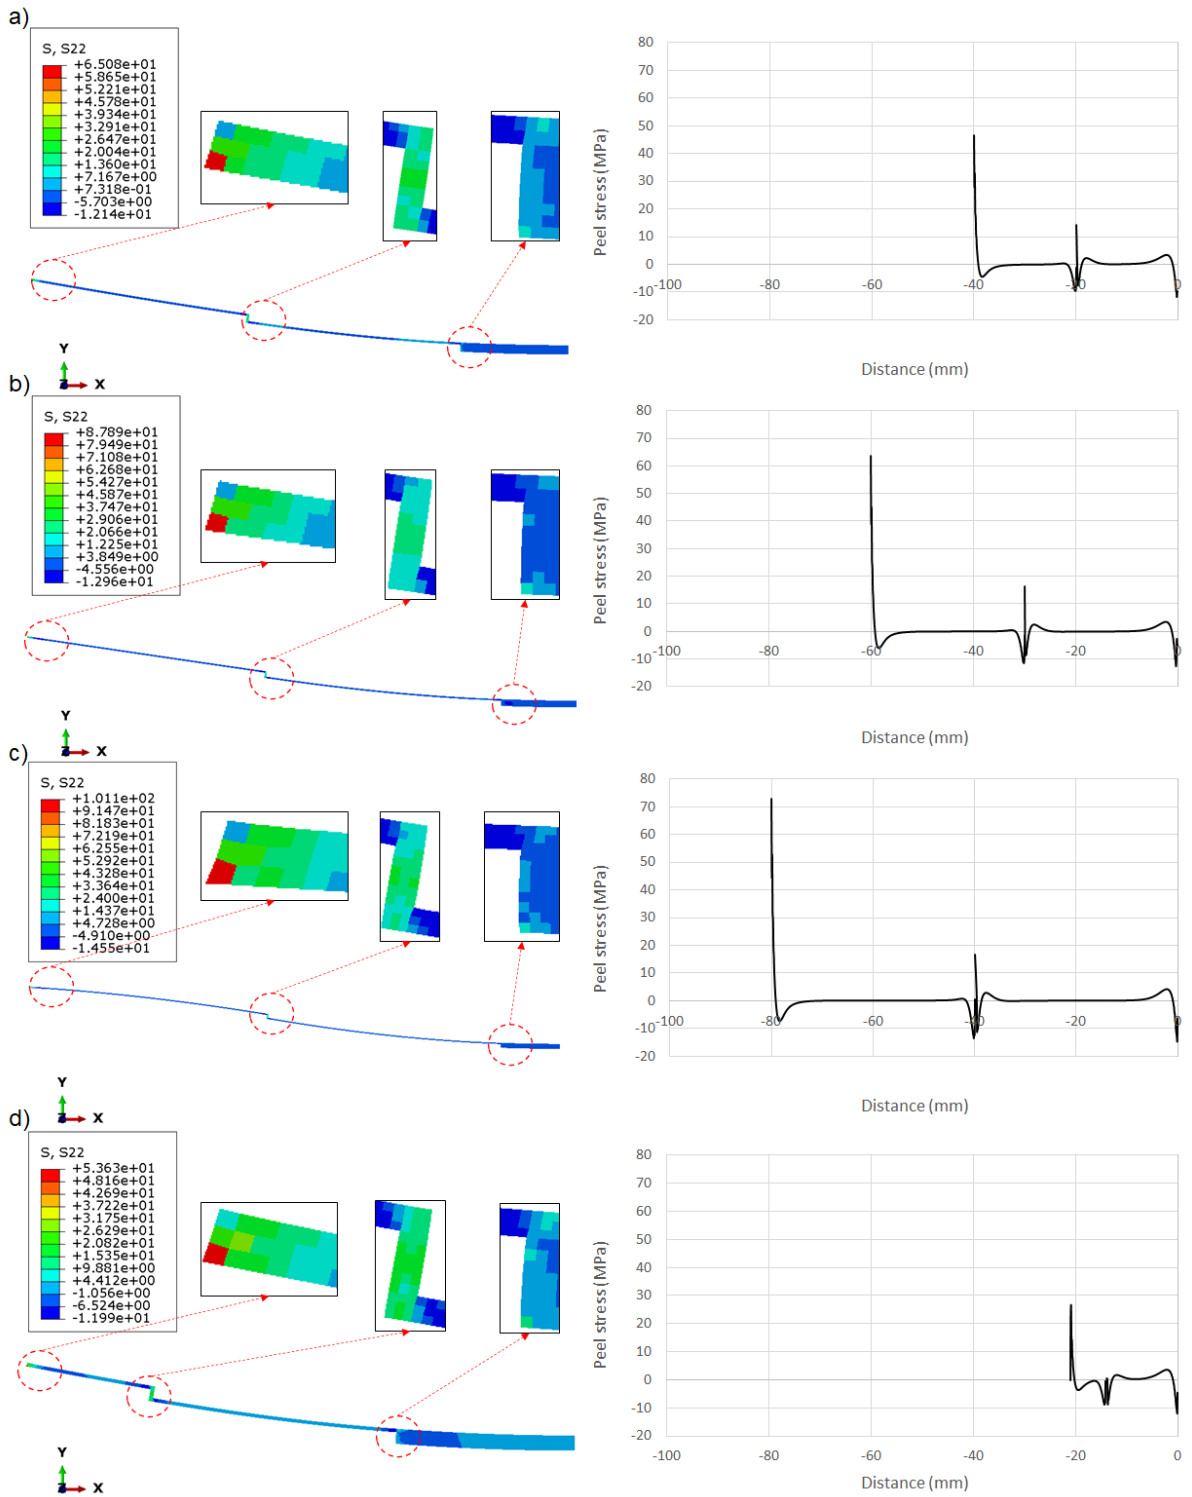 a)
S, S22
+6.508e+01
+5.865e+01
+5.221e+01
+4.578e+01
+3.934e+01
+3.291e+01
+2.647e+01
+2.004e+01
+1.360e+01
+7.167e+00
+7.318e-01
-5.703e+00
-1.214e+01
Y
X
80
70
60
50
40
30
20
10
0
-10
-20
-100
-80
-60
-40
-20
0
Peel stress (MPa)
Distance (mm)
b)
S, S22
+8.789e+01
+7.949e+01
+7.108e+01
+6.268e+01
+5.427e+01
+4.587e+01
+3.747e+01
+2.906e+01
+2.066e+01
+1.225e+01
+3.849e+00
-4.556e+00
-1.296e+01
Y
X
80
70
60
50
40
30
20
10
0
-10
-20
-100
-80
-60
-40
-20
0
Peel stress (MPa)
Distance (mm)
c)
S, S22
+1.011e+02
+9.147e+01
+8.183e+01
+7.219e+01
+6.255e+01
+5.292e+01
+4.328e+01
+3.364e+01
+2.400e+01
+1.437e+01
+4.728e+00
-4.910e+00
-1.455e+01
Y
X
80
70
60
50
40
30
20
10
0
-10
-20
-100
-80
-60
-40
-20
0
Peel stress (MPa)
Distance (mm)
d)
S, S22
+5.363e+01
+4.816e+01
+4.269e+01
+3.722e+01
+3.175e+01
+2.629e+01
+2.082e+01
+1.535e+01
+9.881e+00
+4.412e+00
-1.056e+00
-6.524e+00
-1.199e+01
Y
X
80
70
60
50
40
30
20
10
0
-10
-20
-100
-80
-60
-40
-20
0
Peel stress (MPa)
Distance (mm)